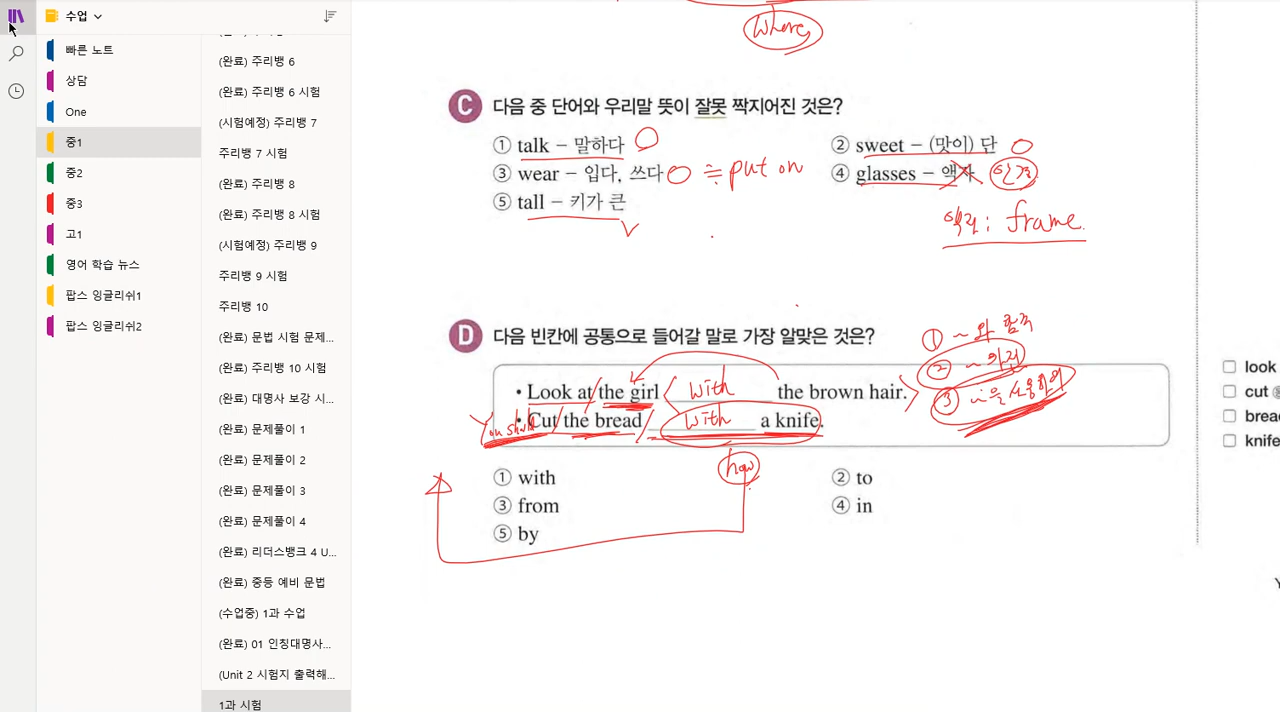 수업
빠른 노트
상담
One
중1
중2
중3
고1
영어 학습 뉴스
팝스 잉글리쉬1
팝스 잉글리쉬2
(완료) 주리뱅 6
(완료) 주리뱅 6 시험
(시험예정) 주리뱅 7
주리뱅 7 시험
(완료) 주리뱅 8
(완료) 주리뱅 8 시험
(시험예정) 주리뱅 9
주리뱅 9 시험
주리뱅 10
(완료) 문법 시험 문제...
(완료) 주리뱅 10 시험
(완료) 대명사 보강 시...
(완료) 문제풀이 1
(완료) 문제풀이 2
(완료) 문제풀이 3
(완료) 문제풀이 4
(완료) 리더스뱅크 4 U...
(완료) 중등 예비 문법
(수업중) 1과 수업
(완료) 01 인칭대명사...
(Unit 2 시험지 출력해...
1과 시험
where
C 다음 중 단어와 우리말 뜻이 잘못 짝지어진 것은?
① talk – 말하다
② sweet – (맛이) 단
③ wear – 입다, 쓰다 ≒ put on
④ glasses – 액자 안경
⑤ tall – 키가 큰
액자: frame.
D 다음 빈칸에 공통으로 들어갈 말로 가장 알맞은 것은?
① ~와 함께
② ~가진
③ ~을 사용하여
• Look at the girl with the brown hair.
• Cut the bread with a knife.
how
① with
② to
③ from
④ in
⑤ by
look
cut
brea
knife